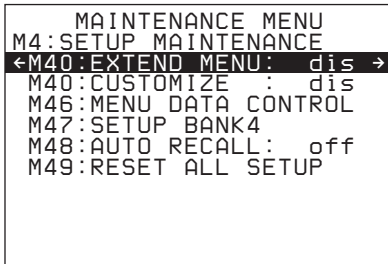 MAINTENANCE MENU
M4:SETUP MAINTENANCE
←M40:EXTEND MENU: dis →
M40:CUSTOMIZE : dis
M46:MENU DATA CONTROL
M47:SETUP BANK4
M48:AUTO RECALL: off
M49:RESET ALL SETUP